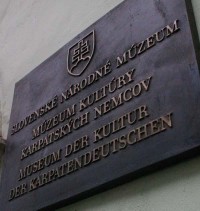 SLOVENSKÉ NÁRODNÉ MÚZEUM
MÚZEUM KULTÚRY
KARPATSKÝCH NEMCOV
MUSEUM DER KULTUR
DER KARPATENDEUTSCHEN